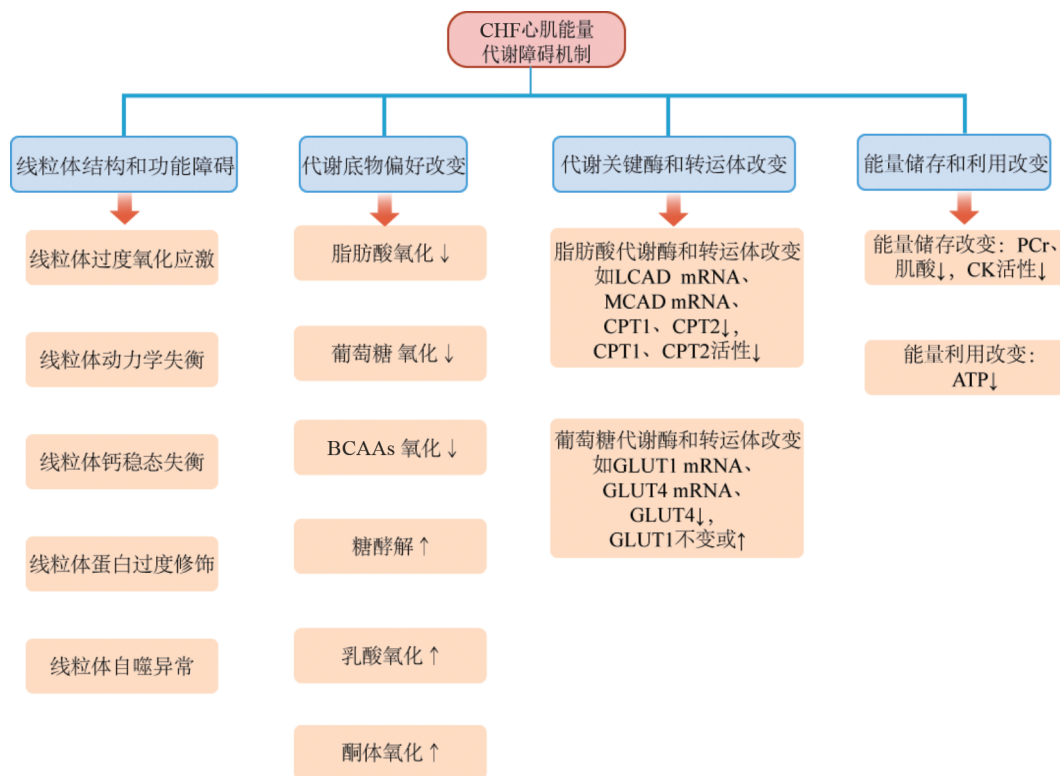 CHF心肌能量
代谢障碍机制
线粒体结构和功能障碍
线粒体过度氧化应激
线粒体动力学失衡
线粒体钙稳态失衡
线粒体蛋白过度修饰
线粒体自噬异常
代谢底物偏好改变
脂肪酸氧化↓
葡萄糖 氧化↓
BCAAs 氧化↓
糖酵解↑
乳酸氧化↑
酮体氧化↑
代谢关键酶和转运体改变
脂肪酸代谢酶和转运体改变
如LCAD mRNA、
MCAD mRNA、
CPT1、CPT2↓,
CPT1、CPT2活性↓
葡萄糖代谢酶和转运体改变
如GLUT1 mRNA、
GLUT4 mRNA、
GLUT4↓,
GLUT1不变或↑
能量储存和利用改变
能量储存改变：PCr、
肌酸↓，CK活性↓
能量利用改变：
ATP↓